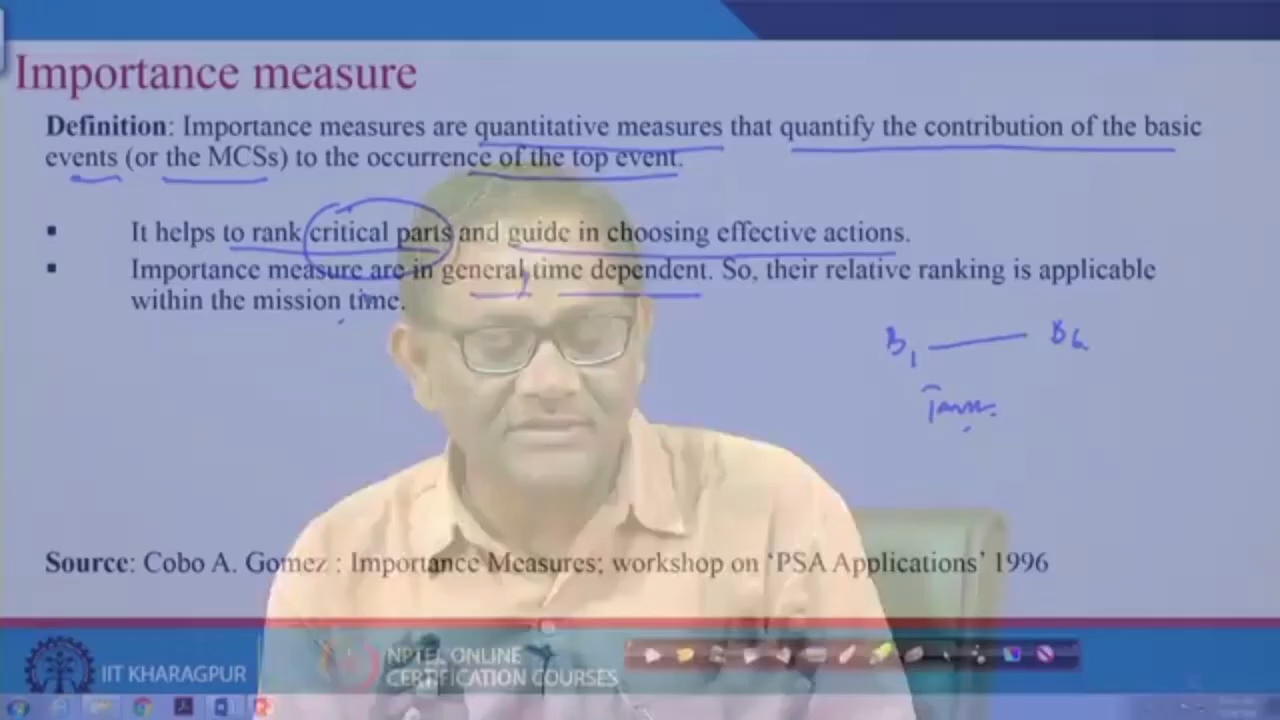 Importance measure
Definition: Importance measures are quantitative measures that quantify the contribution of the basic
events (or the MCSs) to the occurrence of the top event.
It helps to rank critical parts and guide in choosing effective actions.
Importance measure are in general time dependent. So, their relative ranking is applicable
within the mission time.
B1 B6
Source: Cobo A. Gomez : Importance Measures; workshop on ‘PSA Applications’ 1996
IIT KHARAGPUR
NPTEL ONLINE
CERTIFICATION COURSES